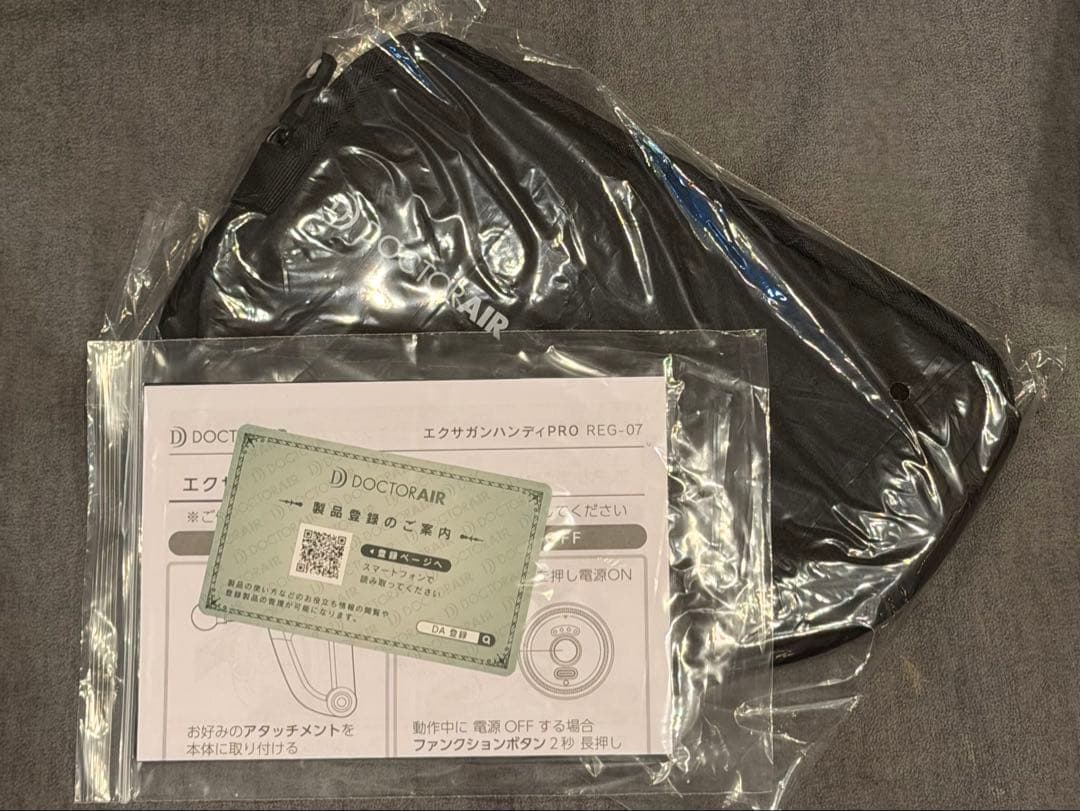 DOCTORAIR
DOCT
エクサガンハンディPRO REG-07
エクサ
※ご
してください
OFF
押し電源ON
DOCTORAIR
製品登録のご案内
登録ページへ
スマートフォンで
読み取ってください
製品の使い方などのお役立ち情報の閲覧や
登録製品の管理が可能になります。
DA 登録
お好みのアタッチメントを
本体に取り付ける
動作中に 電源 OFF する場合
ファンクションボタン 2 秒 長押し